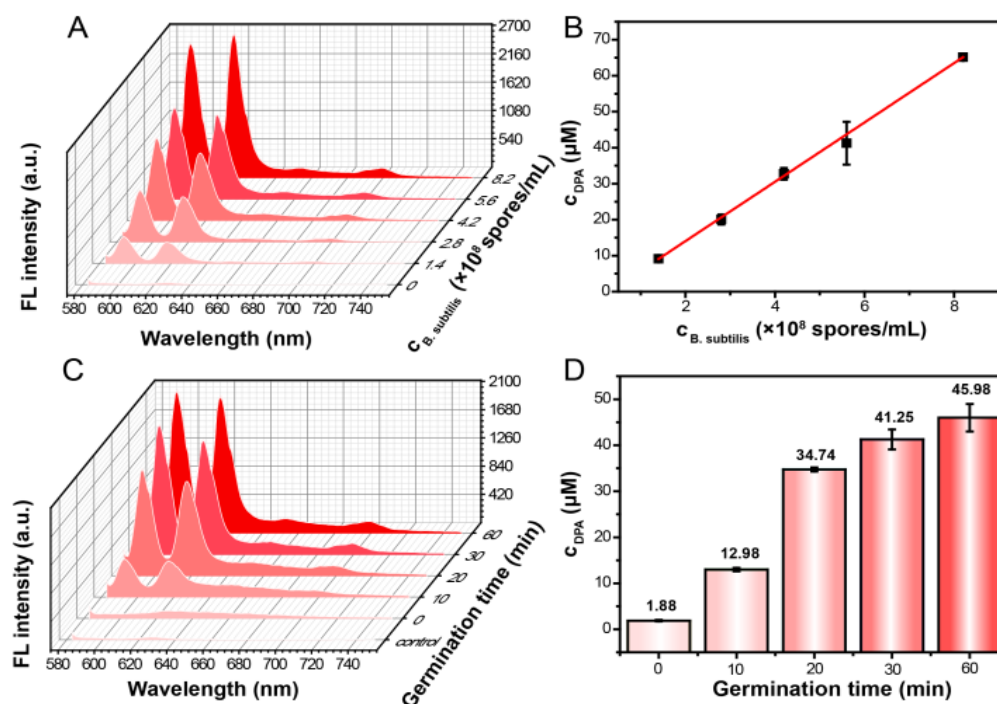 A
2700
2160
1620
1080
540
8.2
5.6
4.2
2.8
1.4
0
FL intensity (a.u.)
580 600 620 640 660 680 700 720 740
Wavelength (nm)
c B. subtilis (×10⁸ spores/mL)
B
70
60
50
40
30
20
10
0
c DPA (μM)
2 4 6 8
c B. subtilis (×10⁸ spores/mL)
C
2100
1680
1260
840
420
60
30
20
10
0
control
FL intensity (a.u.)
580 600 620 640 660 680 700 720 740
Wavelength (nm)
Germination time (min)
D
50
40
30
20
10
0
c DPA (μM)
1.88
12.98
34.74
41.25
45.98
0 10 20 30 60
Germination time (min)